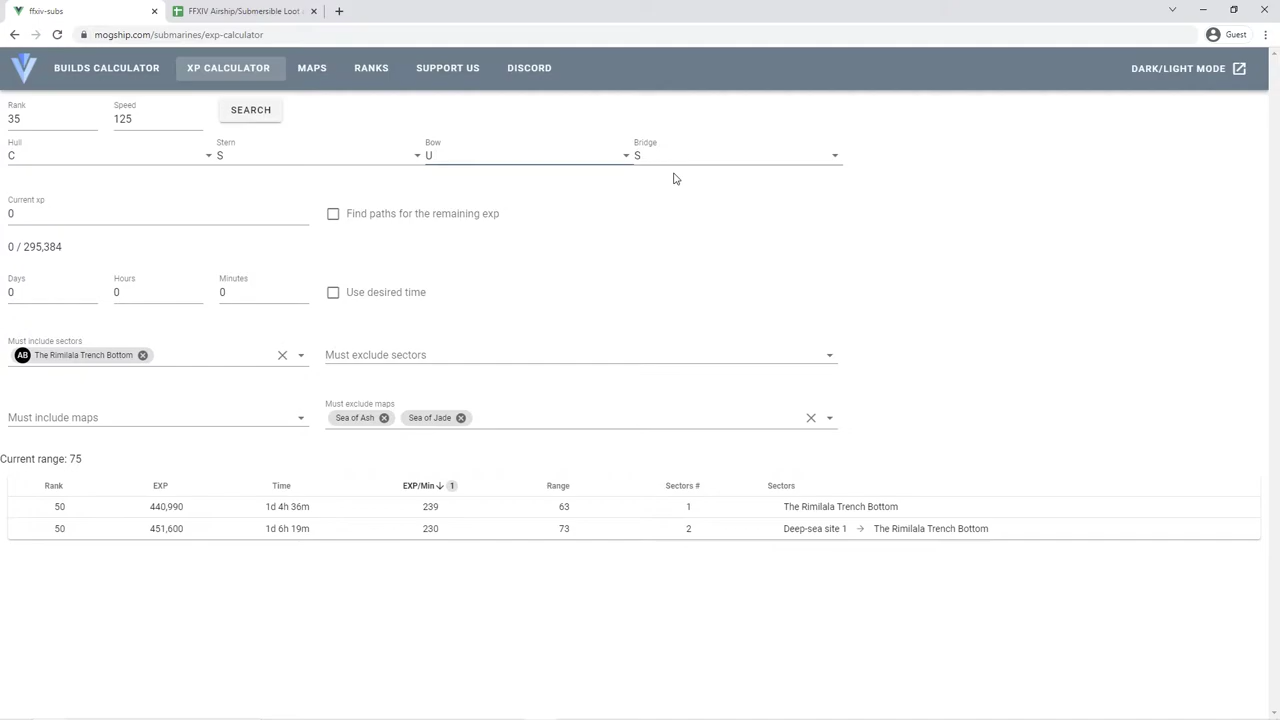 ffxiv-subs
FFXIV Airship/Submersible Loot -
mogship.com/submarines/exp-calculator
Guest
BUILDS CALCULATOR
XP CALCULATOR
MAPS
RANKS
SUPPORT US
DISCORD
DARK/LIGHT MODE
Rank
Speed
35
125
SEARCH
Hull
Stern
Bow
Bridge
C
S
U
S
Current xp
0
Find paths for the remaining exp
0 / 295,384
Days
Hours
Minutes
0
0
0
Use desired time
Must include sectors
AB The Rimilala Trench Bottom
Must exclude sectors
Must include maps
Must exclude maps
Sea of Ash
Sea of Jade
Current range: 75
Rank EXP Time EXP/Min 1 Range Sectors # Sectors
50 440,990 1d 4h 36m 239 63 1 The Rimilala Trench Bottom
50 451,600 1d 6h 19m 230 73 2 Deep-sea site 1 → The Rimilala Trench Bottom